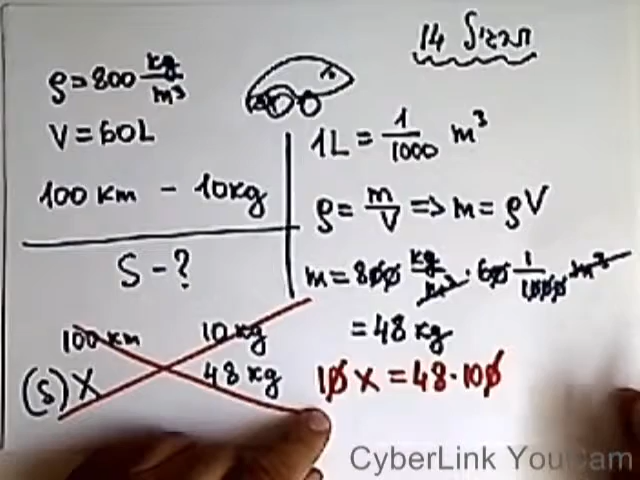 14 ნიანი
ρ=800 kg/m³
V=60L
100 km - 10kg
S-?
1L = 1/1000 m³
ρ = m/V => m = ρV
m = 800 kg/m³ · 60 1/1000 m³
= 48 kg
100 km 10 kg
(s) X 48 kg
10 x = 48·100
CyberLink YouCam